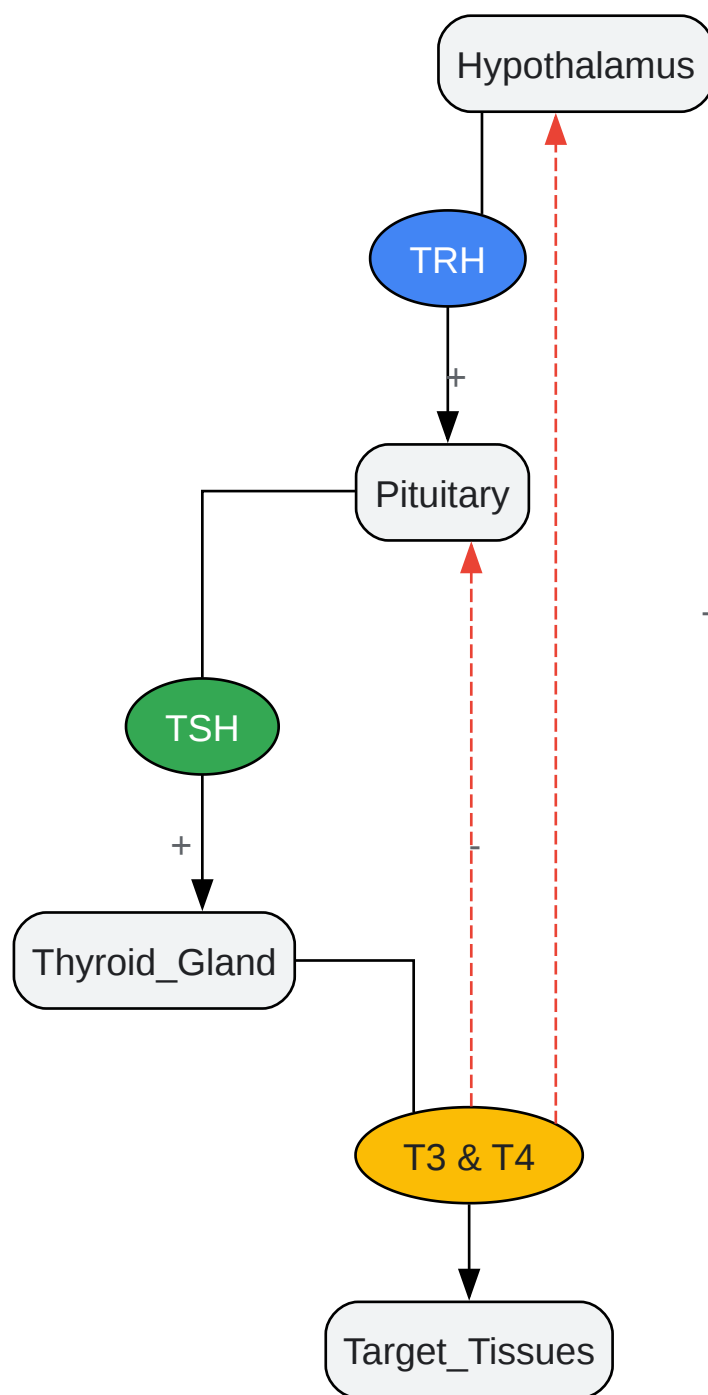 Hypothalamus
TRH
+
Pituitary
-
TSH
+
-
Thyroid_Gland
T3 & T4
Target_Tissues